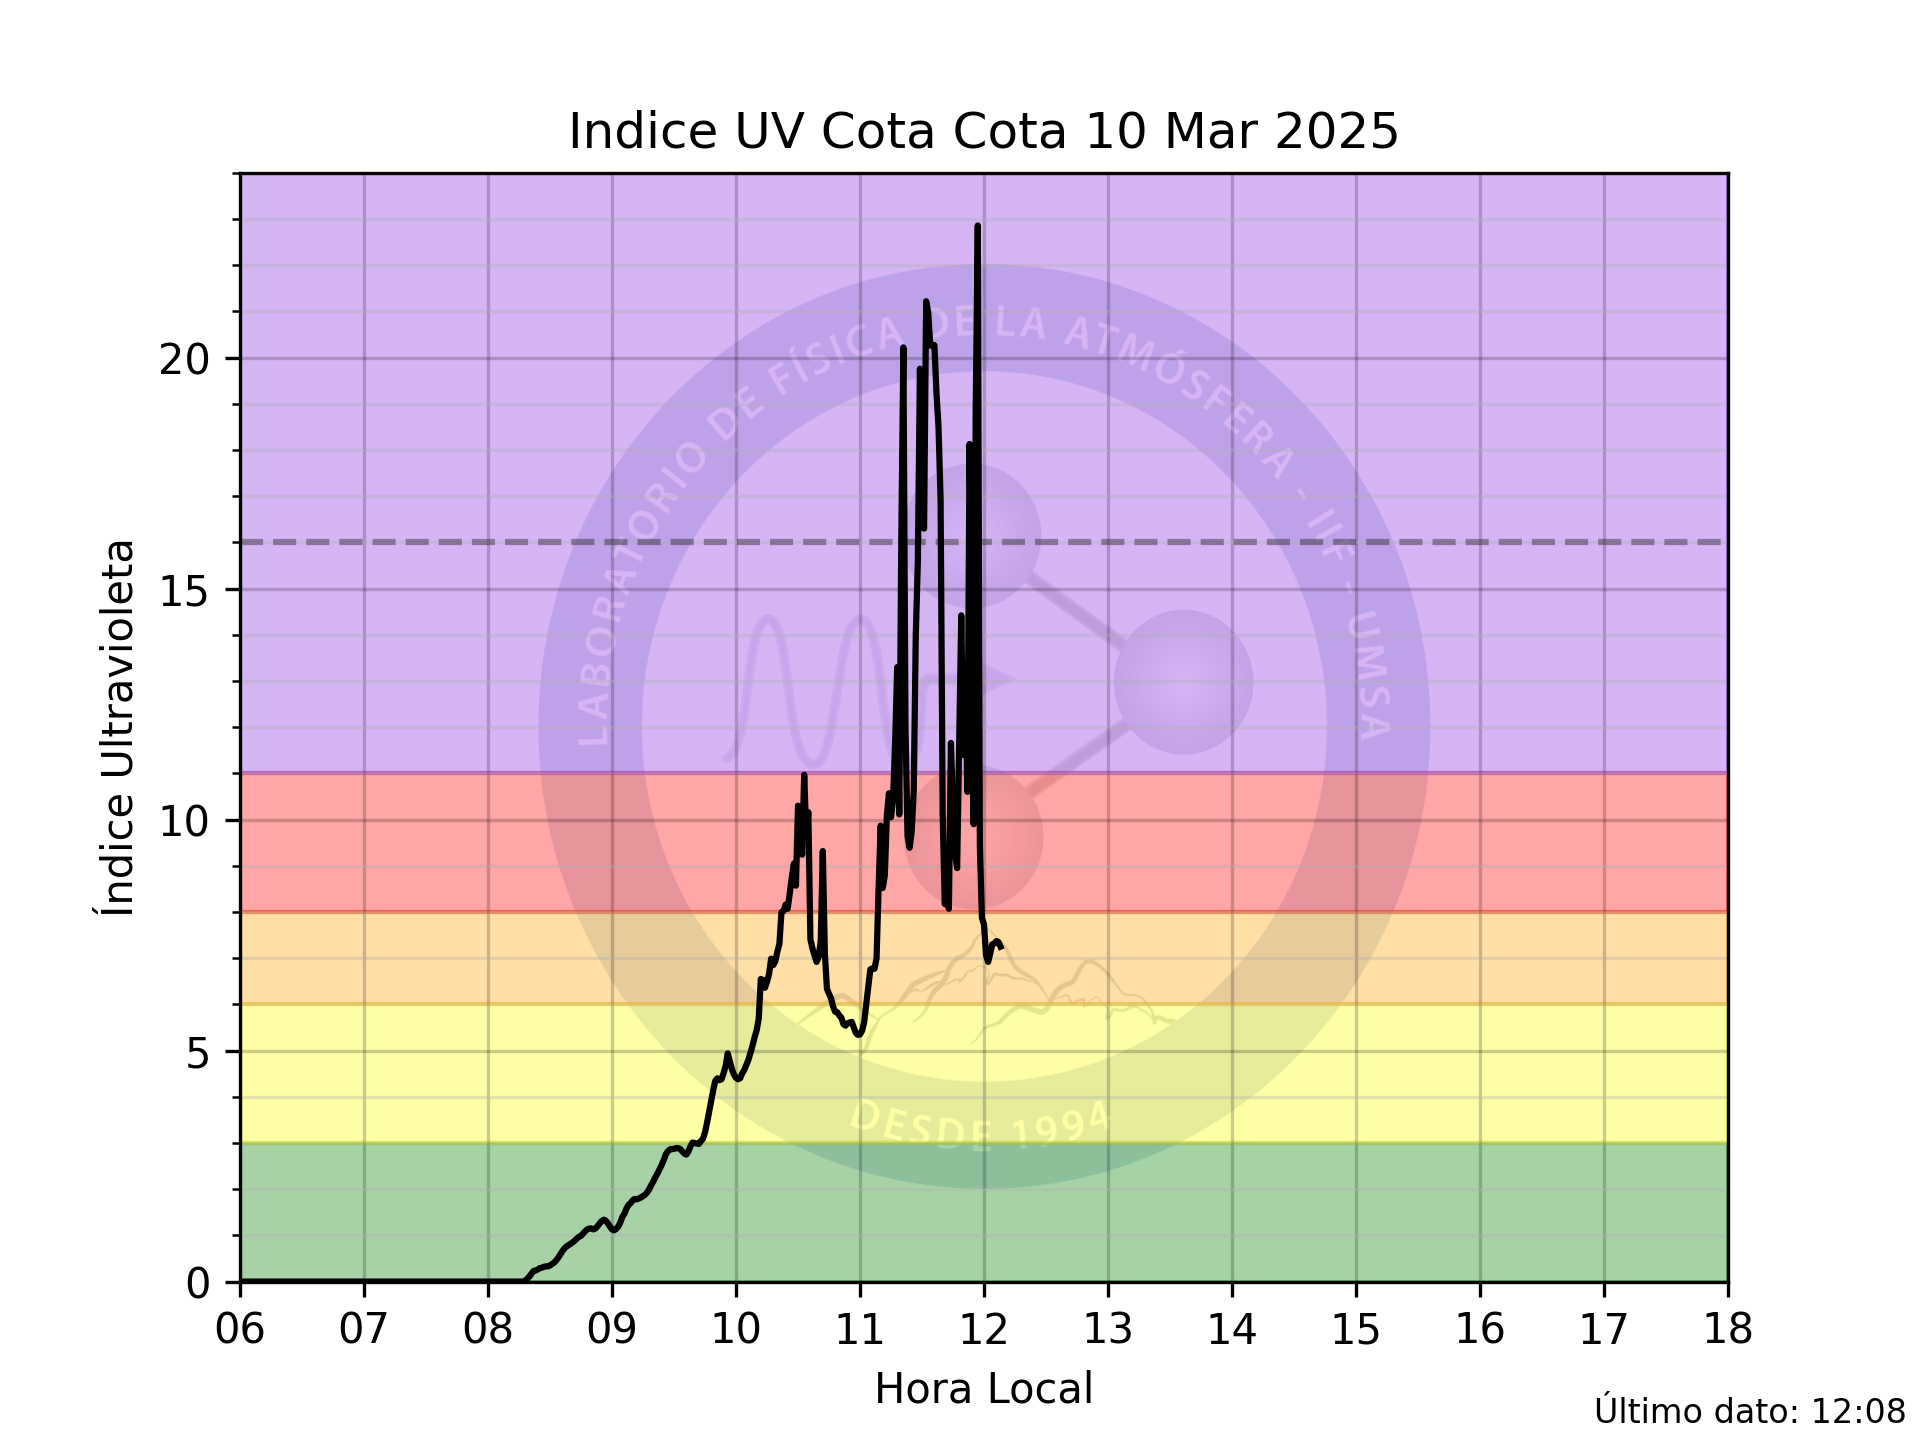 Indice UV Cota Cota 10 Mar 2025
Índice Ultravioleta
20
15
10
5
0
06 07 08 09 10 11 12 13 14 15 16 17 18
Hora Local
Último dato: 12:08
LABORATORIO DE FÍSICA DE LA ATMÓSFERA - IIF - UMSA
DESDE 1994